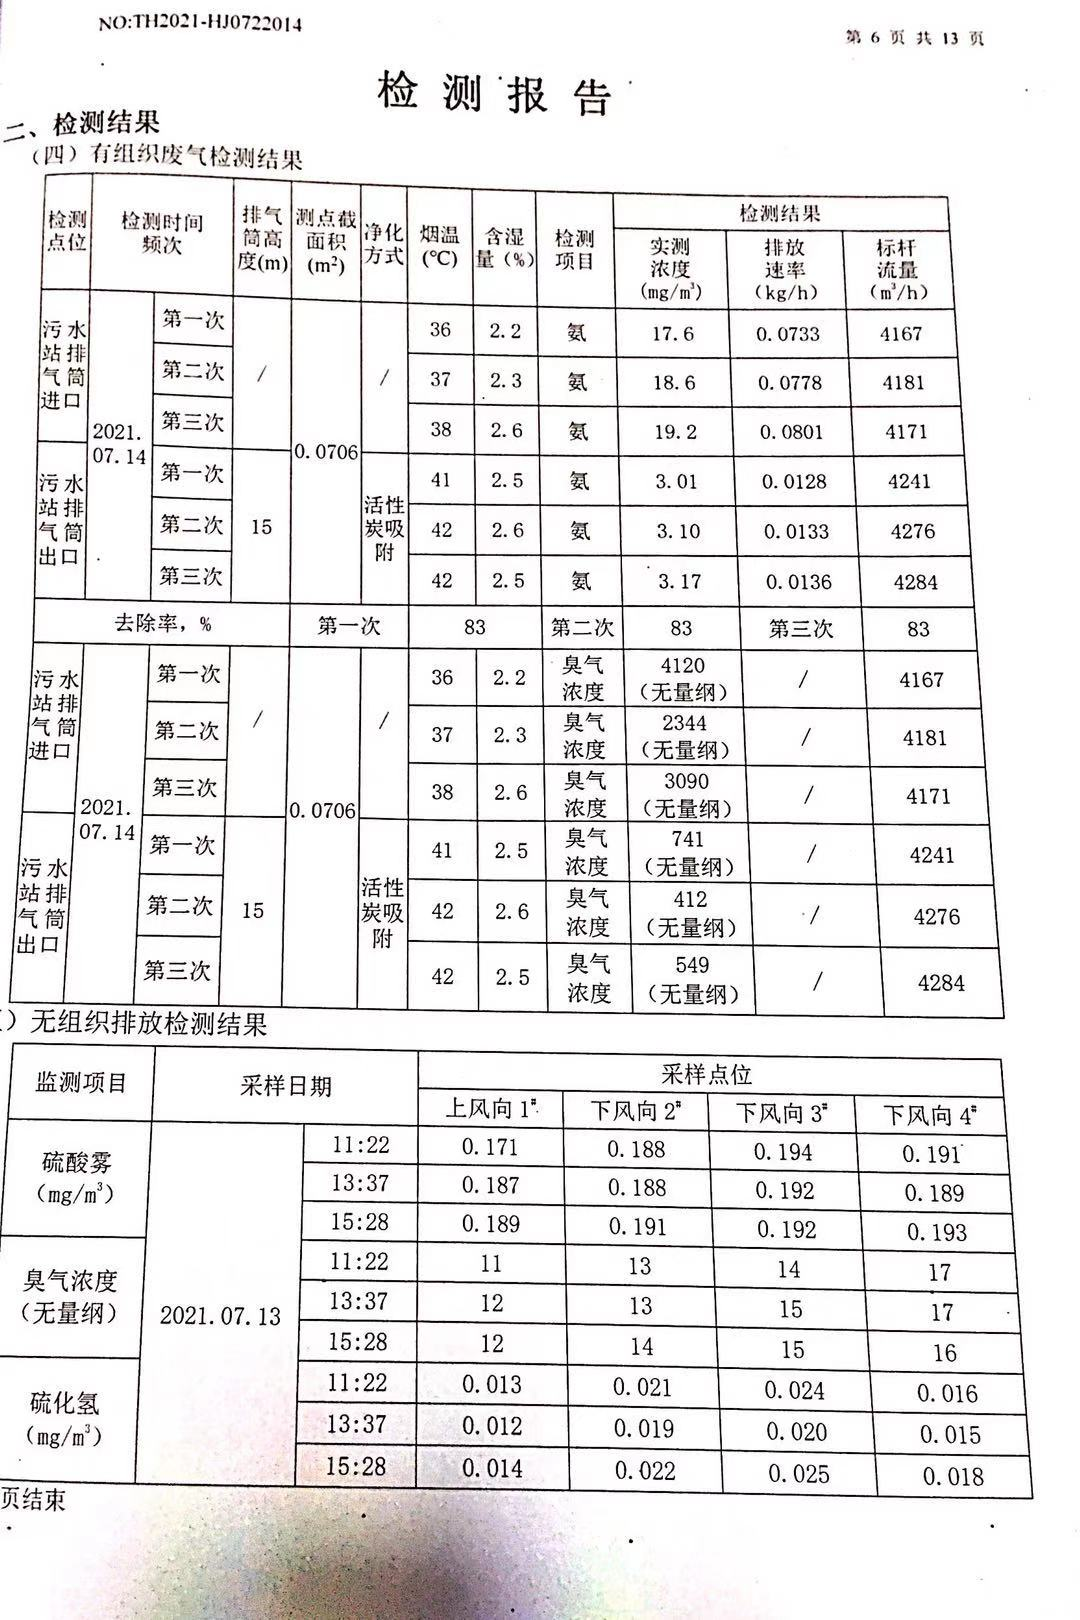 NO:TH2021-HJ0722014
第 6 页 共 13 页
检测报告
二、检测结果
（四）有组织废气检测结果
检测点位 检测时间频次 排气筒高度(m) 测点截面积(m²) 净化方式 烟温(℃) 含湿量(%) 检测项目 检测结果
实测浓度(mg/m³) 排放速率(kg/h) 标杆流量(m³/h)
污水站排气筒进口 2021.07.14 第一次 / 0.0706 / 36 2.2 氨 17.6 0.0733 4167
第二次 37 2.3 氨 18.6 0.0778 4181
第三次 38 2.6 氨 19.2 0.0801 4171
污水站排气筒出口 第一次 15 活性炭吸附 41 2.5 氨 3.01 0.0128 4241
第二次 42 2.6 氨 3.10 0.0133 4276
第三次 42 2.5 氨 3.17 0.0136 4284
去除率，% 第一次 83 第二次 83 第三次 83
污水站排气筒进口 2021.07.14 第一次 / 0.0706 / 36 2.2 臭气浓度 4120（无量纲） / 4167
第二次 37 2.3 臭气浓度 2344（无量纲） / 4181
第三次 38 2.6 臭气浓度 3090（无量纲） / 4171
污水站排气筒出口 第一次 15 活性炭吸附 41 2.5 臭气浓度 741（无量纲） / 4241
第二次 42 2.6 臭气浓度 412（无量纲） / 4276
第三次 42 2.5 臭气浓度 549（无量纲） / 4284
）无组织排放检测结果
监测项目 采样日期 采样点位
上风向1# 下风向2# 下风向3# 下风向4#
硫酸雾（mg/m³） 2021.07.13 11:22 0.171 0.188 0.194 0.191
13:37 0.187 0.188 0.192 0.189
15:28 0.189 0.191 0.192 0.193
臭气浓度（无量纲） 11:22 11 13 14 17
13:37 12 13 15 17
15:28 12 14 15 16
硫化氢（mg/m³） 11:22 0.013 0.021 0.024 0.016
13:37 0.012 0.019 0.020 0.015
15:28 0.014 0.022 0.025 0.018
页结束